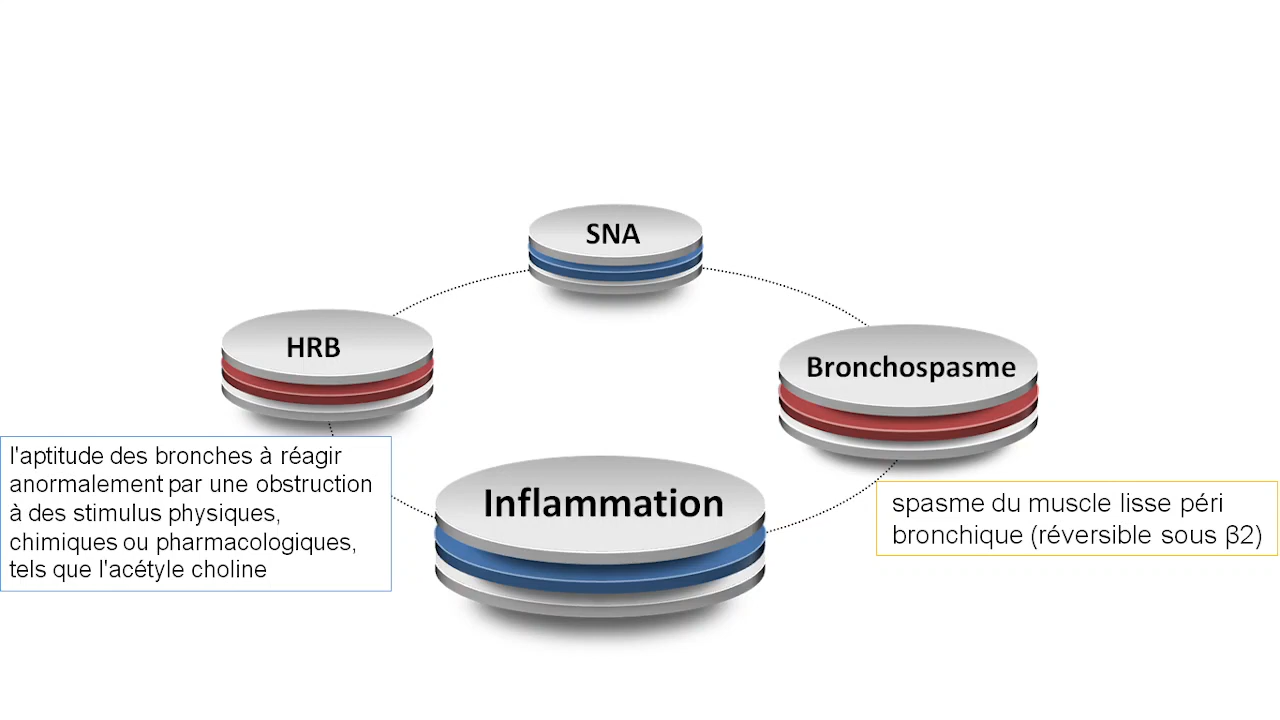 SNA
HRB
Bronchospasme
l'aptitude des bronches à réagir
anormalement par une obstruction
à des stimulus physiques,
chimiques ou pharmacologiques,
tels que l'acétyle choline
Inflammation
spasme du muscle lisse péri
bronchique (réversible sous β2)